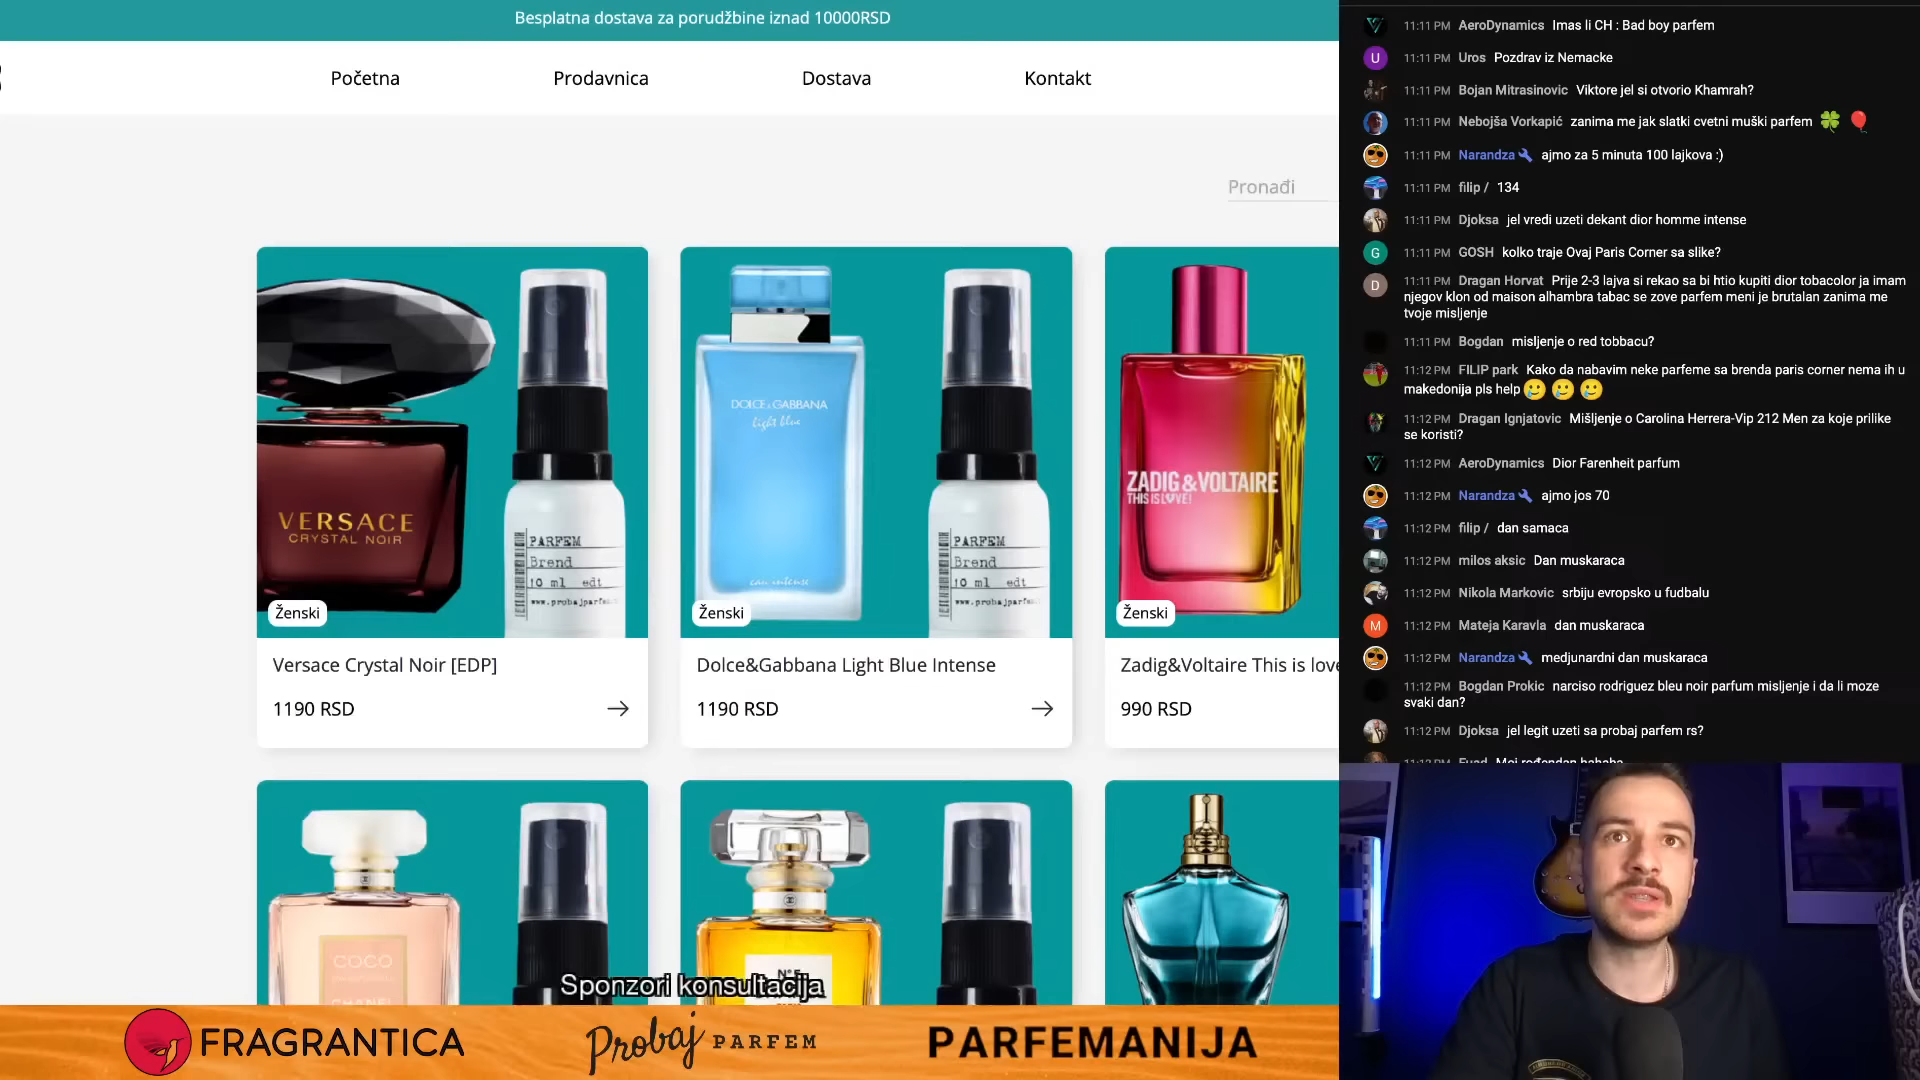 Besplatna dostava za porudžbine iznad 10000RSD
Početna
Prodavnica
Dostava
Kontakt
Pronađi
VERSACE
CRYSTAL NOIR
PARFEM
Brend
10 ml edt
Ženski
Versace Crystal Noir [EDP]
1190 RSD
DOLCE & GABBANA
light blue
eau intense
PARFEM
Brend
10 ml edt
Ženski
Dolce&Gabbana Light Blue Intense
1190 RSD
ZADIG&VOLTAIRE
THIS IS LOVE!
Ženski
Zadig&Voltaire This is love
990 RSD
COCO
CHANEL
N°5
Sponzori konsultacija
FRAGRANTICA
Probaj PARFEM
PARFEMANIJA
11:11 PM AeroDynamics Imas li CH : Bad boy parfem
U 11:11 PM Uros Pozdrav iz Nemacke
11:11 PM Bojan Mitrasinovic Viktore jel si otvorio Khamrah?
11:11 PM Nebojša Vorkapić zanima me jak slatki cvetni muški parfem 🍀 🎈
11:11 PM Narandza ajmo za 5 minuta 100 lajkova :)
11:11 PM filip / 134
11:11 PM Djoksa jel vredi uzeti dekant dior homme intense
G 11:11 PM GOSH kolko traje Ovaj Paris Corner sa slike?
D 11:11 PM Dragan Horvat Prije 2-3 lajva si rekao sa bi htio kupiti dior tobacolor ja imam
njegov klon od maison alhambra tabac se zove parfem meni je brutalan zanima me
tvoje misljenje
11:11 PM Bogdan misljenje o red tobbacu?
11:12 PM FILIP park Kako da nabavim neke parfeme sa brenda paris corner nema ih u
makedonija pls help 🥲 🥲 🥲
11:12 PM Dragan Ignjatovic Mišljenje o Carolina Herrera-Vip 212 Men za koje prilike
se koristi?
11:12 PM AeroDynamics Dior Farenheit parfum
11:12 PM Narandza ajmo jos 70
11:12 PM filip / dan samaca
11:12 PM milos aksic Dan muskaraca
11:12 PM Nikola Markovic srbiju evropsko u fudbalu
M 11:12 PM Mateja Karavla dan muskaraca
11:12 PM Narandza medjunardni dan muskaraca
11:12 PM Bogdan Prokic narciso rodriguez bleu noir parfum misljenje i da li moze
svaki dan?
11:12 PM Djoksa jel legit uzeti sa probaj parfem rs?
11:12 PM Fuad Moj rođendan hahaha